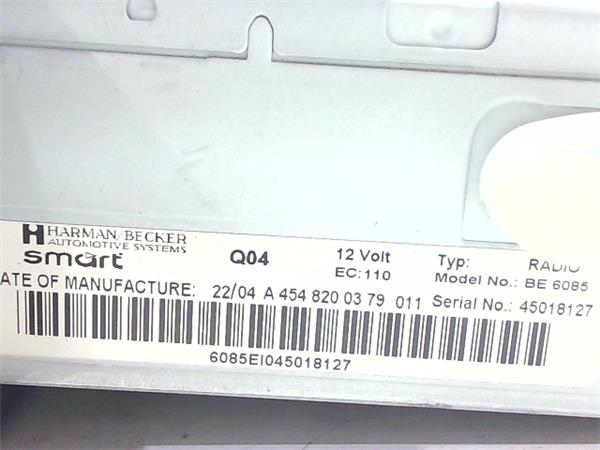 HARMAN/BECKER
AUTOMOTIVE SYSTEMS
smart Q04 12 Volt Typ: RADIO
EC:110 Model No.: BE 6085
ATE OF MANUFACTURE: 22/04 A 454 820 03 79 011 Serial No.: 45018127
6085EI045018127